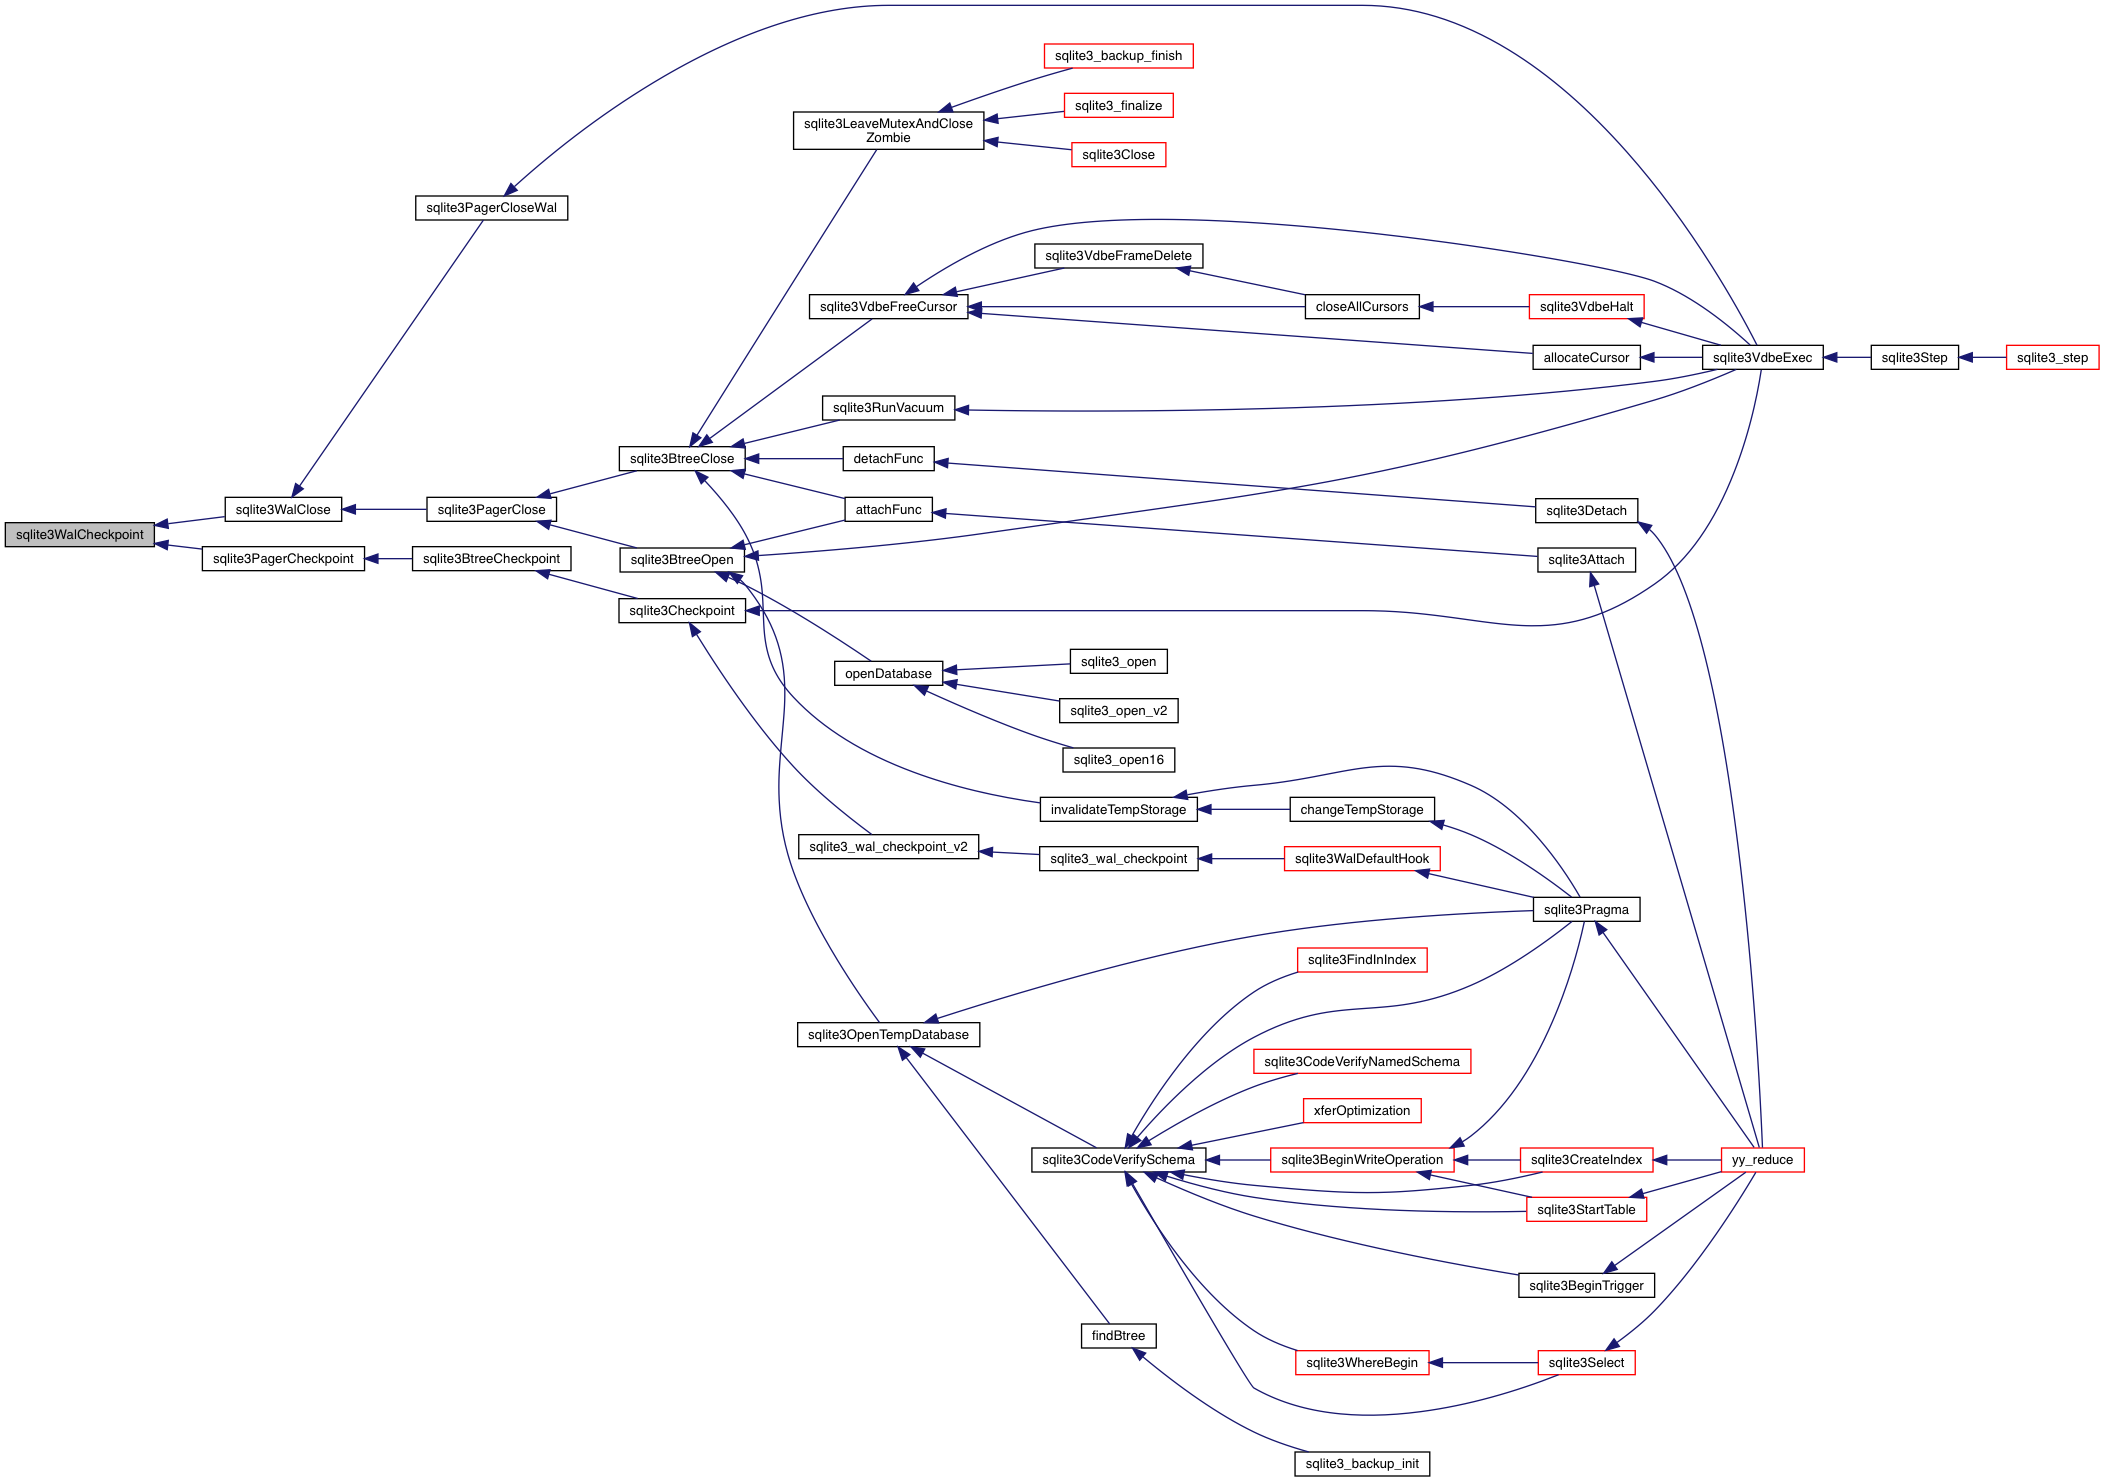 sqlite3_backup_finish
sqlite3_finalize
sqlite3LeaveMutexAndClose
Zombie
sqlite3Close
sqlite3PagerCloseWal
sqlite3VdbeFrameDelete
sqlite3VdbeFreeCursor
closeAllCursors
sqlite3VdbeHalt
allocateCursor
sqlite3VdbeExec
sqlite3Step
sqlite3_step
sqlite3RunVacuum
sqlite3BtreeClose
detachFunc
sqlite3WalClose
sqlite3PagerClose
attachFunc
sqlite3Detach
sqlite3WalCheckpoint
sqlite3PagerCheckpoint
sqlite3BtreeCheckpoint
sqlite3BtreeOpen
sqlite3Attach
sqlite3Checkpoint
sqlite3_open
openDatabase
sqlite3_open_v2
sqlite3_open16
invalidateTempStorage
changeTempStorage
sqlite3_wal_checkpoint_v2
sqlite3_wal_checkpoint
sqlite3WalDefaultHook
sqlite3Pragma
sqlite3FindInIndex
sqlite3OpenTempDatabase
sqlite3CodeVerifyNamedSchema
xferOptimization
sqlite3CodeVerifySchema
sqlite3BeginWriteOperation
sqlite3CreateIndex
yy_reduce
sqlite3StartTable
sqlite3BeginTrigger
findBtree
sqlite3WhereBegin
sqlite3Select
sqlite3_backup_init